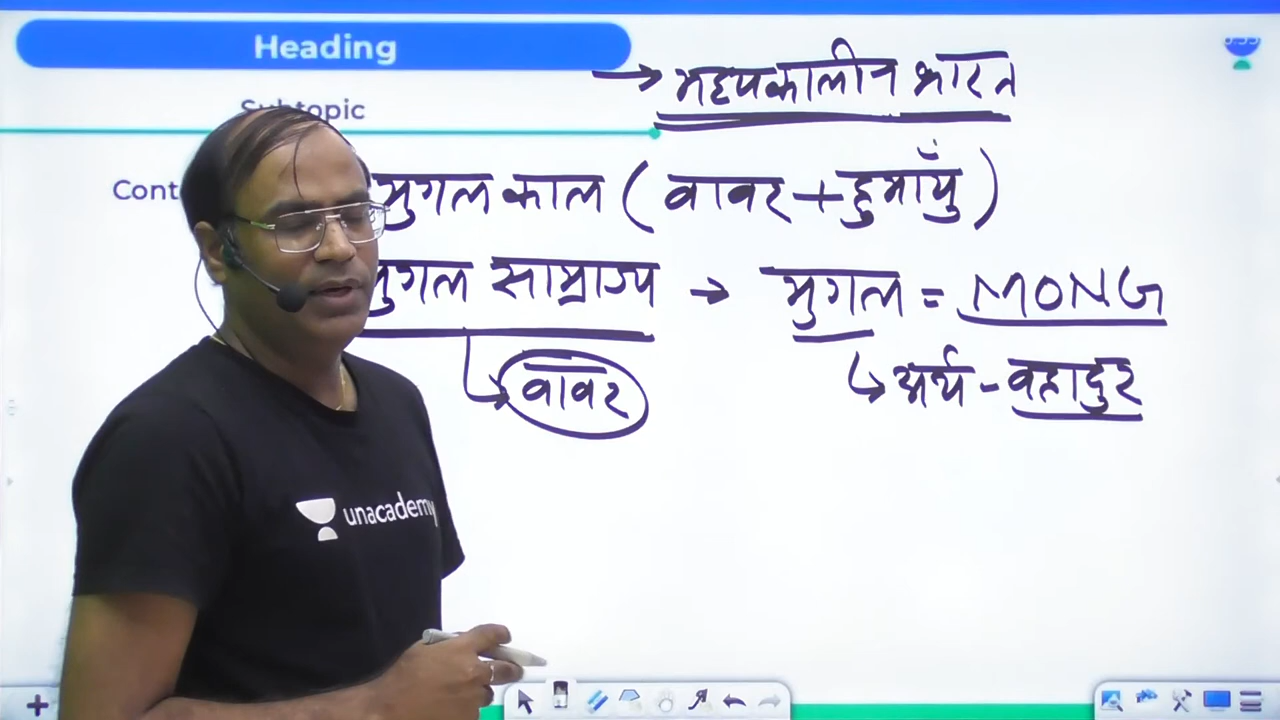 Heading
→ मध्यकालीन भारत
Subtopic
Cont
मुगल काल (बाबर + हुमायुँ)
मुगल साम्राज्य → मुगल = MONG
↳ बाबर
↳ अर्थ - बहादुर
unacademy